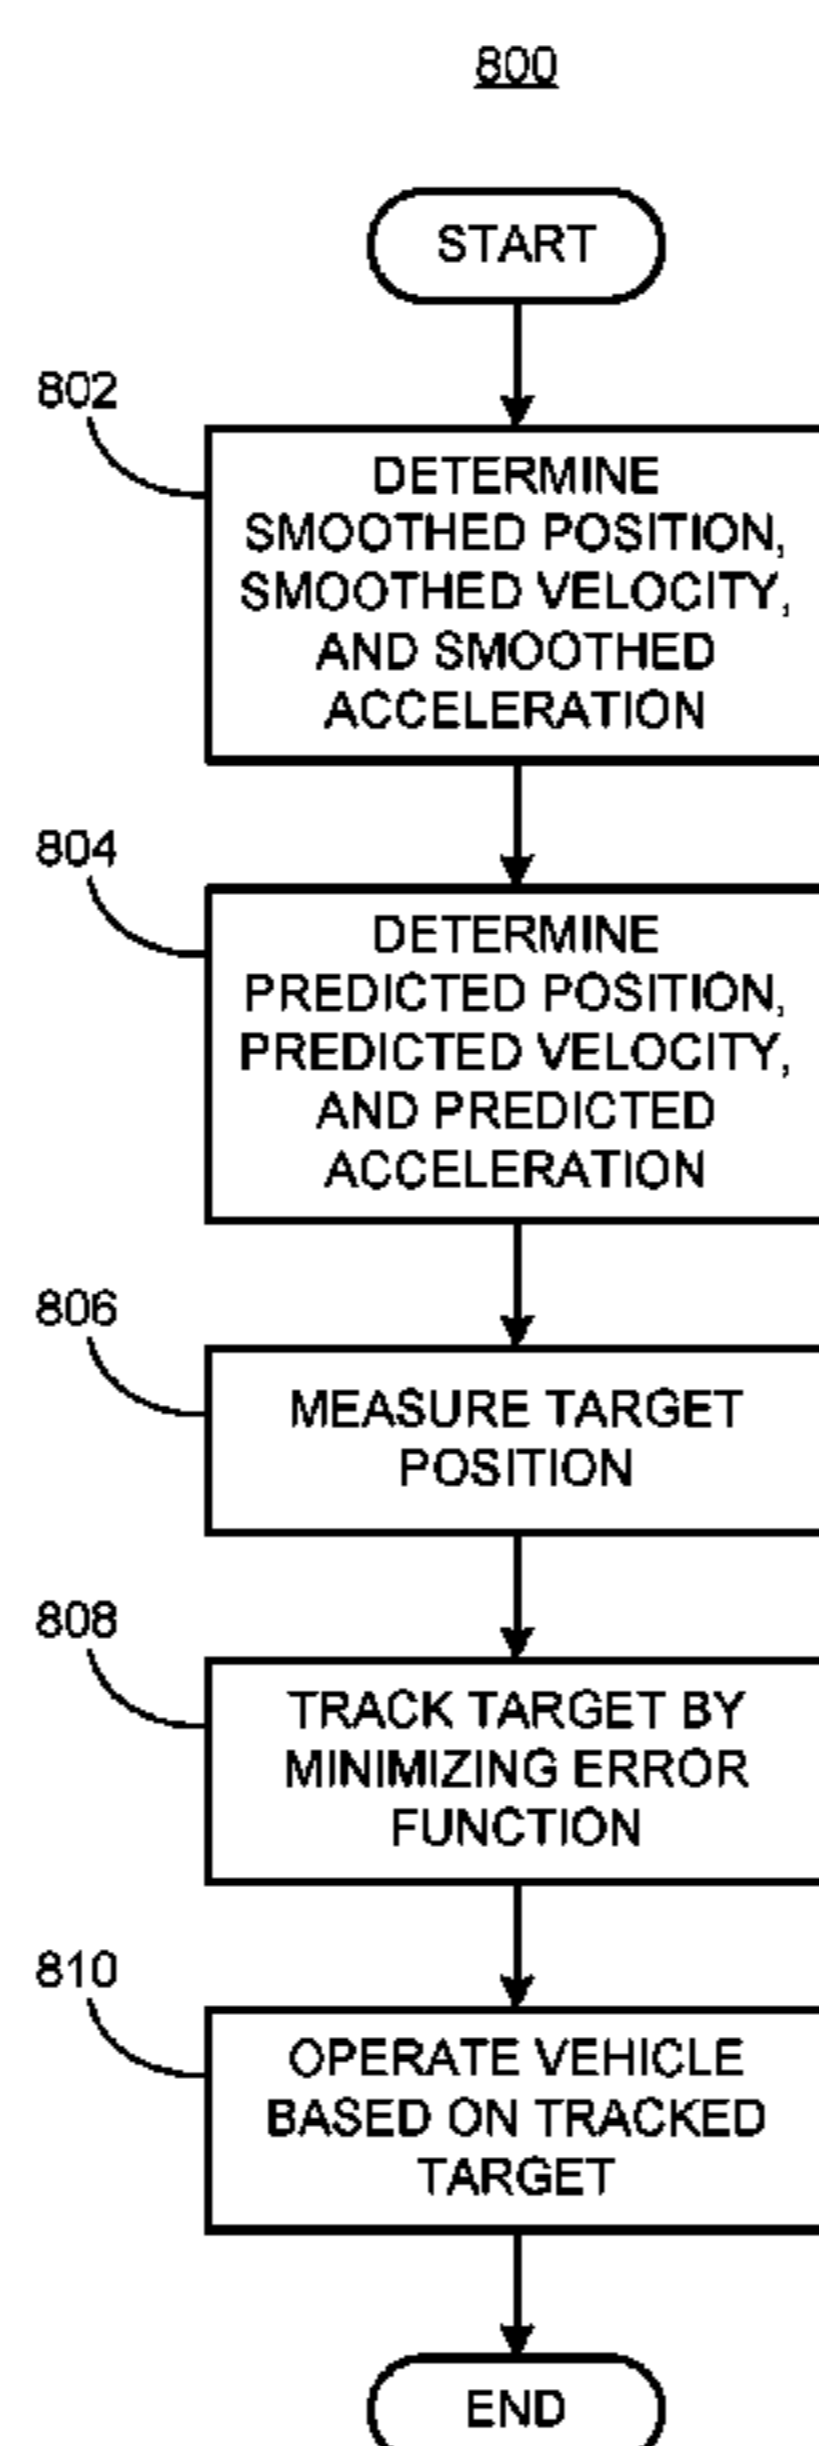 800
START
802
DETERMINE
SMOOTHED POSITION,
SMOOTHED VELOCITY,
AND SMOOTHED
ACCELERATION
804
DETERMINE
PREDICTED POSITION,
PREDICTED VELOCITY,
AND PREDICTED
ACCELERATION
806
MEASURE TARGET
POSITION
808
TRACK TARGET BY
MINIMIZING ERROR
FUNCTION
810
OPERATE VEHICLE
BASED ON TRACKED
TARGET
END